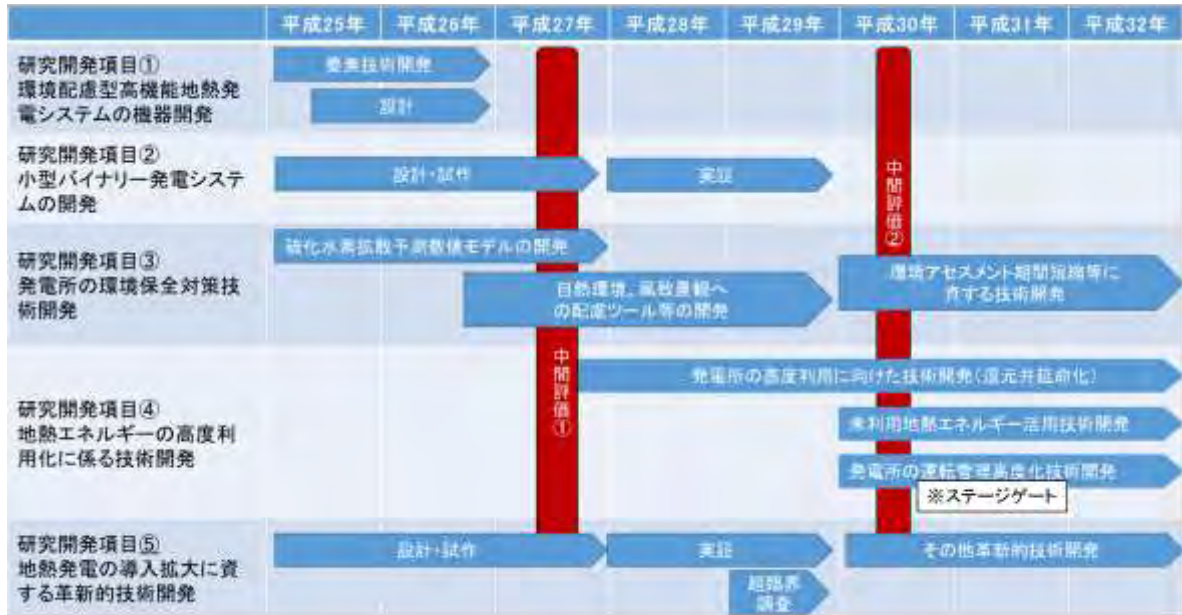 平成25年 平成26年 平成27年 平成28年 平成29年 平成30年 平成31年 平成32年
研究開発項目①
環境配慮型高機能地熱発
電システムの機器開発
要素技術開発
設計
研究開発項目②
小型バイナリー発電システ
ムの開発
設計・試作
実証
研究開発項目③
発電所の環境保全対策技
術開発
硫化水素拡散予測数値モデルの開発
自然環境、風致景観へ
の配慮ツール等の開発
環境アセスメント期間短縮等に
資する技術開発
研究開発項目④
地熱エネルギーの高度利
用化に係る技術開発
発電所の高度利用に向けた技術開発(還元井延命化)
未利用地熱エネルギー活用技術開発
発電所の運転管理高度化技術開発
※ステージゲート
研究開発項目⑤
地熱発電の導入拡大に資
する革新的技術開発
設計・試作
実証
その他革新的技術開発
超臨界
調査
中間評価①
中間評価②